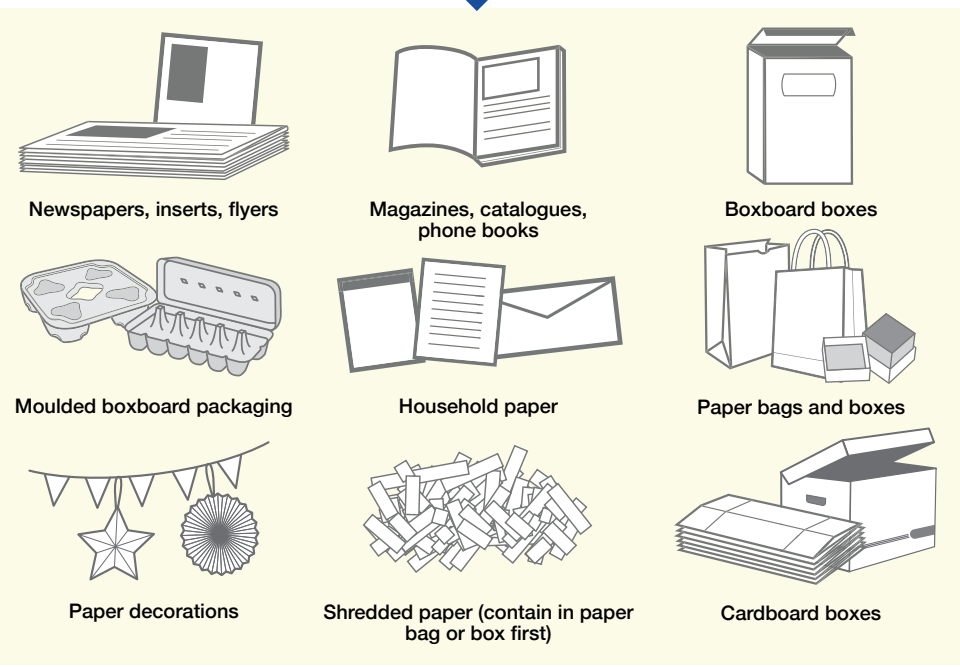 Newspapers, inserts, flyers
Magazines, catalogues,
phone books
Boxboard boxes
Moulded boxboard packaging
Household paper
Paper bags and boxes
Paper decorations
Shredded paper (contain in paper
bag or box first)
Cardboard boxes